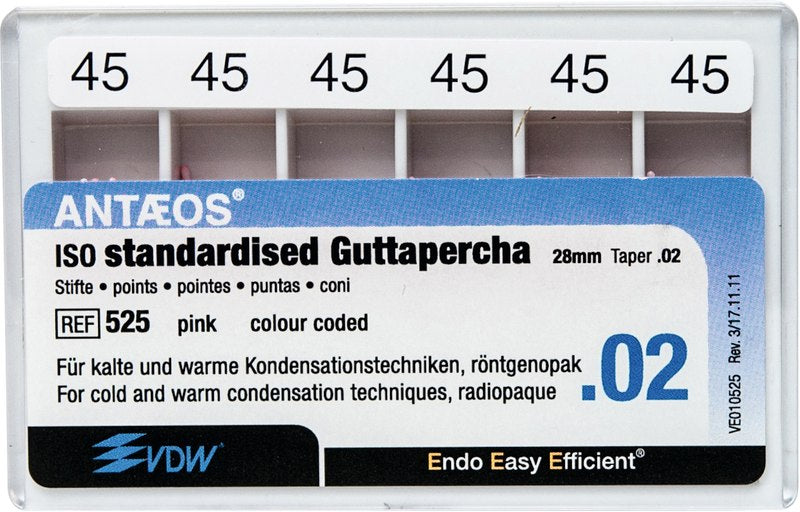 45 45 45 45 45 45
ANTÆOS®
ISO standardised Guttapercha 28mm Taper .02
Stifte • points • pointes • puntas • coni
REF 525 pink colour coded
Für kalte und warme Kondensationstechniken, röntgenopak
For cold and warm condensation techniques, radiopaque
.02
VE010525 Rev. 3/17.11.11
VDW
Endo Easy Efficient®